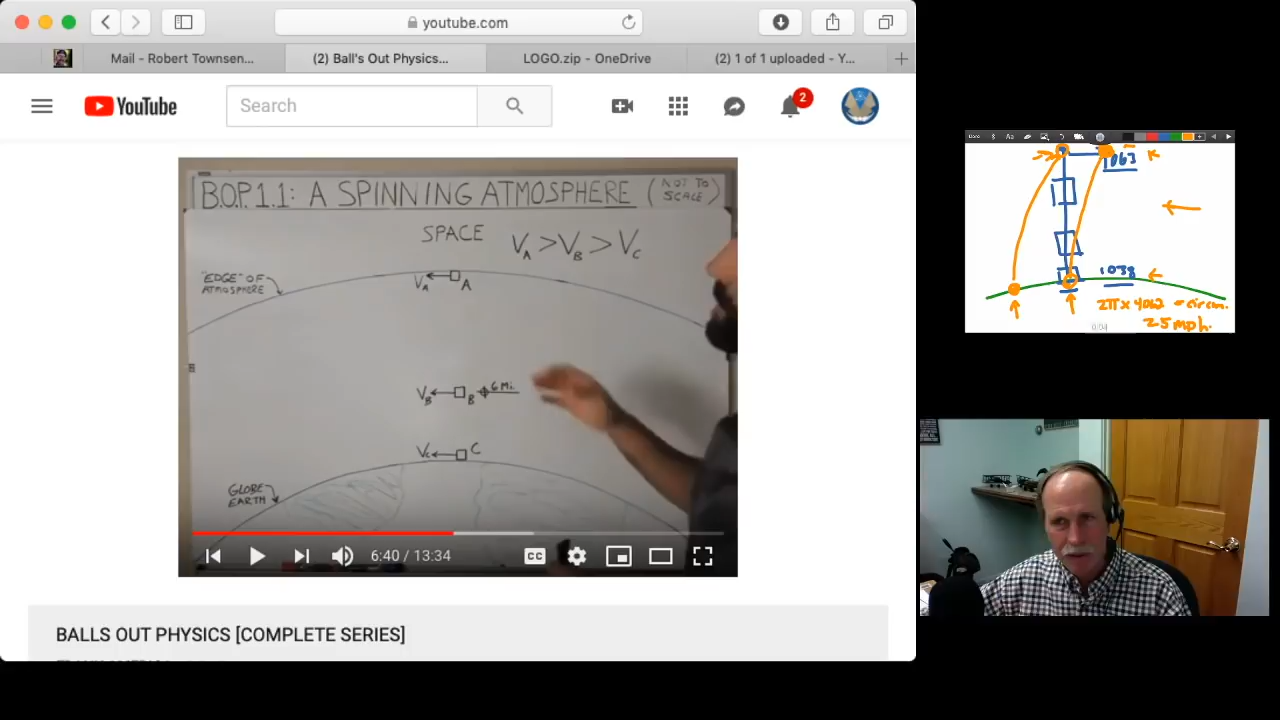 youtube.com
Mail - Robert Townsen...
(2) Ball's Out Physics...
LOGO.zip - OneDrive
(2) 1 of 1 uploaded - Y...
YouTube
Search
2
B.O.P. 1.1: A SPINNING ATMOSPHERE (NOT TO
SCALE)
SPACE
VA > VB > VC
"EDGE" OF
ATMOSPHERE
VA
A
VB
B
6 Mi
VC
C
GLOBE
EARTH
6:40 / 13:34
CC
BALLS OUT PHYSICS [COMPLETE SERIES]
Aa
1063
1038
2π x 4062 = circum.
25 mph.